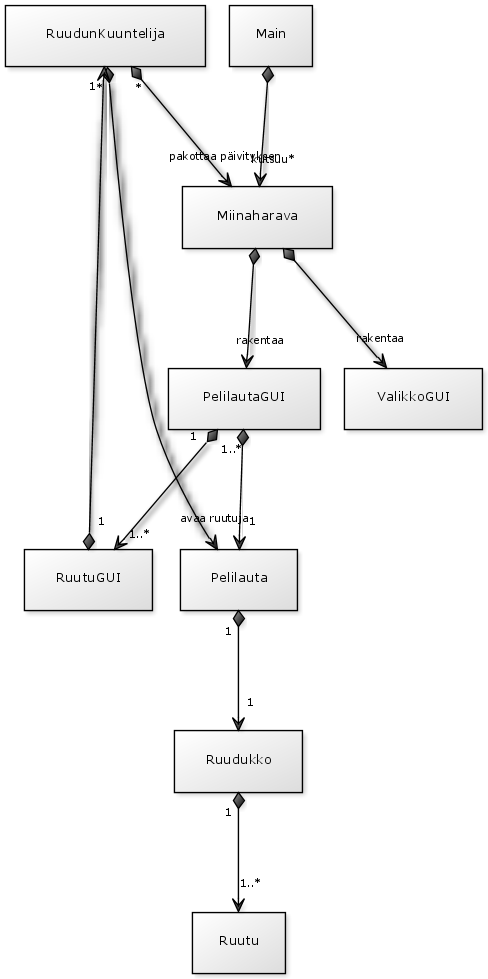 RuudunKuuntelija
Main
1*
*
pakottaa päivityksen
kutsuu*
Miinaharava
rakentaa
rakentaa
PelilautaGUI
ValikkoGUI
1
1..*
avaa ruutuja
1
1
1..*
RuutuGUI
Pelilauta
1
1
Ruudukko
1
1..*
Ruutu